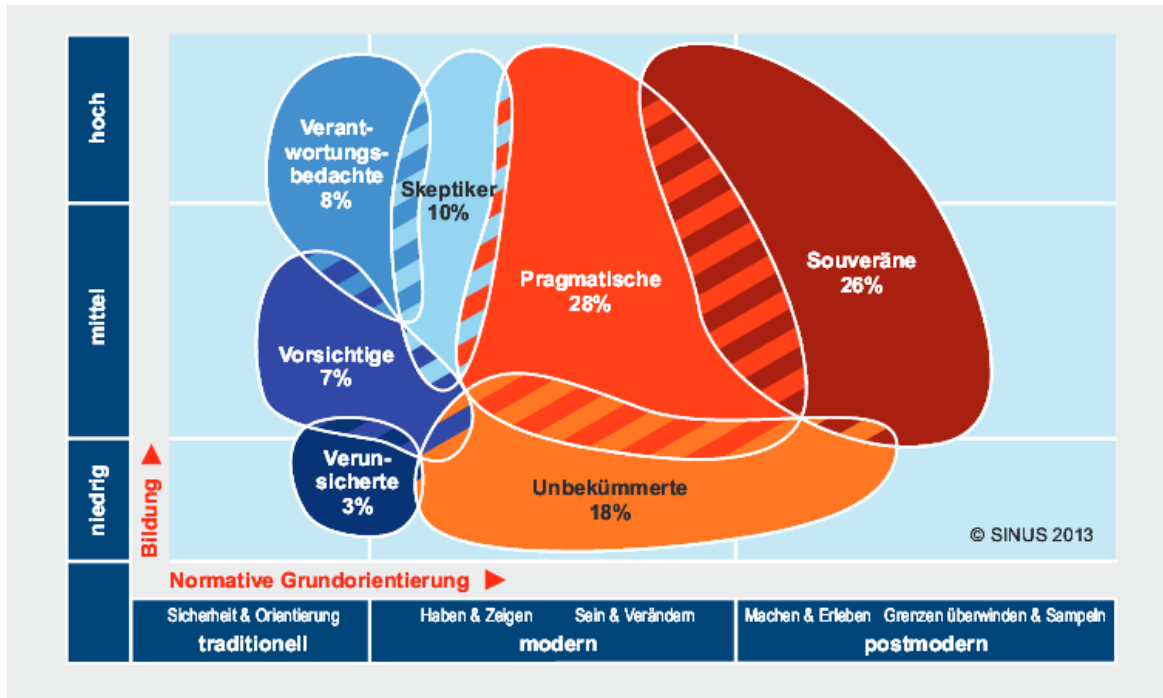 hoch
mittel
niedrig
Bildung
Verant-
wortungs-
bedachte
8%
Skeptiker
10%
Pragmatische
28%
Souveräne
26%
Vorsichtige
7%
Verun-
sicherte
3%
Unbekümmerte
18%
© SINUS 2013
Normative Grundorientierung
Sicherheit & Orientierung
traditionell
Haben & Zeigen Sein & Verändern
modern
Machen & Erleben Grenzen überwinden & Sampeln
postmodern